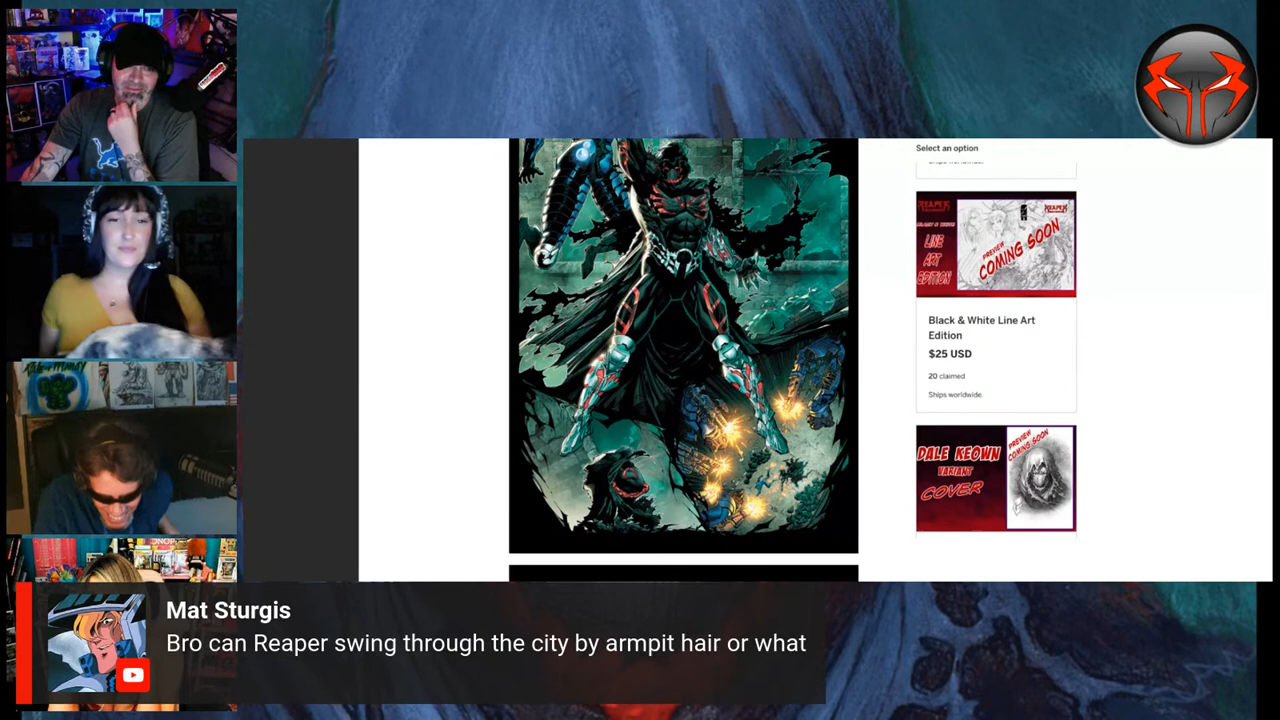 Select an option
REAPER
REAPER
LINE
ART
EDITION
PREVIEW
COMING SOON
Black & White Line Art
Edition
$25 USD
20 claimed
Ships worldwide.
DALE KEOWN
VARIANT
COVER
PREVIEW
COMING SOON
Mat Sturgis
Bro can Reaper swing through the city by armpit hair or what